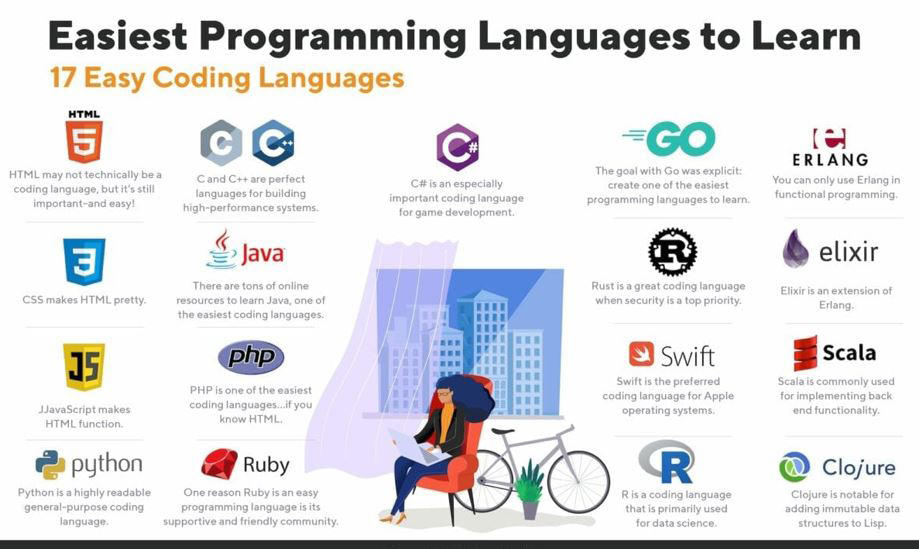 Easiest Programming Languages to Learn
17 Easy Coding Languages
HTML
5
HTML may not technically be a
coding language, but it's still
important–and easy!
3
CSS makes HTML pretty.
JS
JJavaScript makes
HTML function.
python
Python is a highly readable
general-purpose coding
language.
C C++
C and C++ are perfect
languages for building
high-performance systems.
Java
There are tons of online
resources to learn Java, one of
the easiest coding languages.
php
PHP is one of the easiest
coding languages...if you
know HTML.
Ruby
One reason Ruby is an easy
programming language is its
supportive and friendly community.
C#
C# is an especially
important coding language
for game development.
GO
The goal with Go was explicit:
create one of the easiest
programming languages to learn.
R
Rust is a great coding language
when security is a top priority.
Swift
Swift is the preferred
coding language for Apple
operating systems.
R
R is a coding language
that is primarily used
for data science.
e
ERLANG
You can only use Erlang in
functional programming.
elixir
Elixir is an extension of
Erlang.
Scala
Scala is commonly used
for implementing back
end functionality.
Clojure
Clojure is notable for
adding immutable data
structures to Lisp.